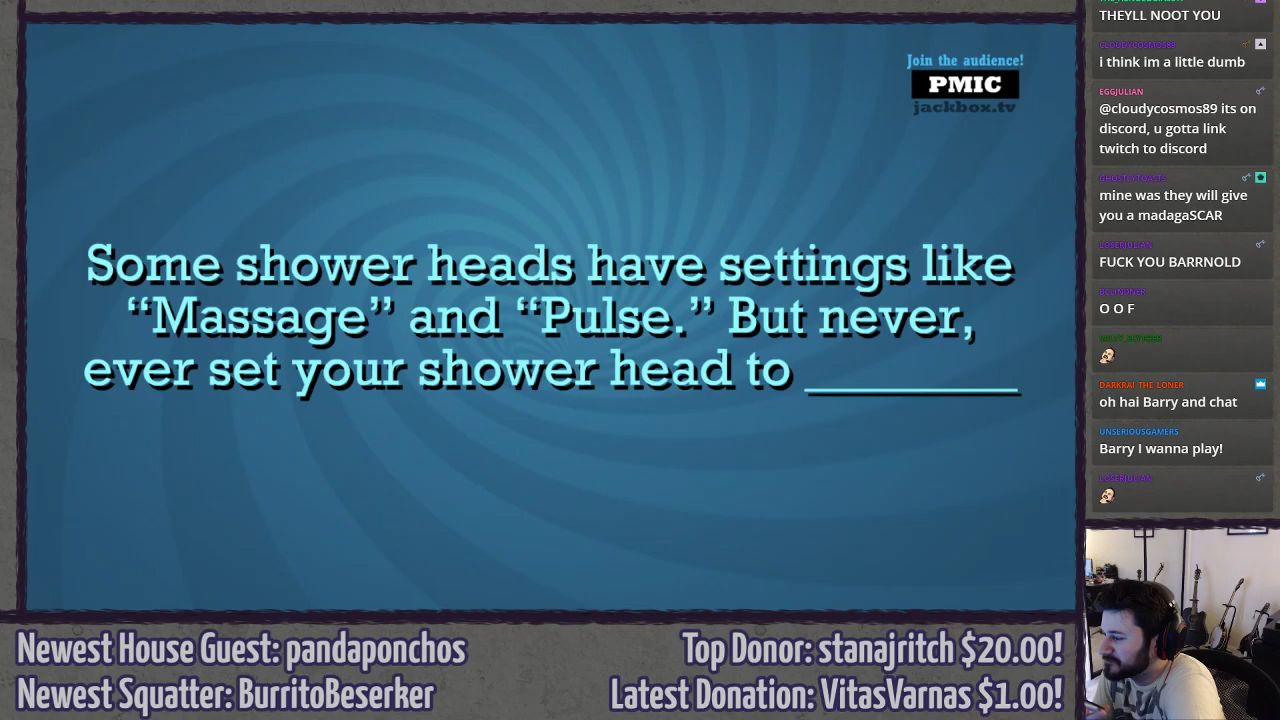 Join the audience!
PMIC
jackbox.tv
Some shower heads have settings like
“Massage” and “Pulse.” But never,
ever set your shower head to ________
THEYLL NOOT YOU
CLOUDYCOSMOS89
i think im a little dumb
EGGJULIAN
@cloudycosmos89 its on
discord, u gotta link
twitch to discord
mine was they will give
you a madagaSCAR
LOSERJULIAN
FUCK YOU BARRNOLD
O O F
DARKRAI_THE_LONER
oh hai Barry and chat
UNSERIOUSGAMERS
Barry I wanna play!
LOSERJULIAN
Newest House Guest: pandaponchos
Newest Squatter: BurritoBeserker
Top Donor: stanajritch $20.00!
Latest Donation: VitasVarnas $1.00!